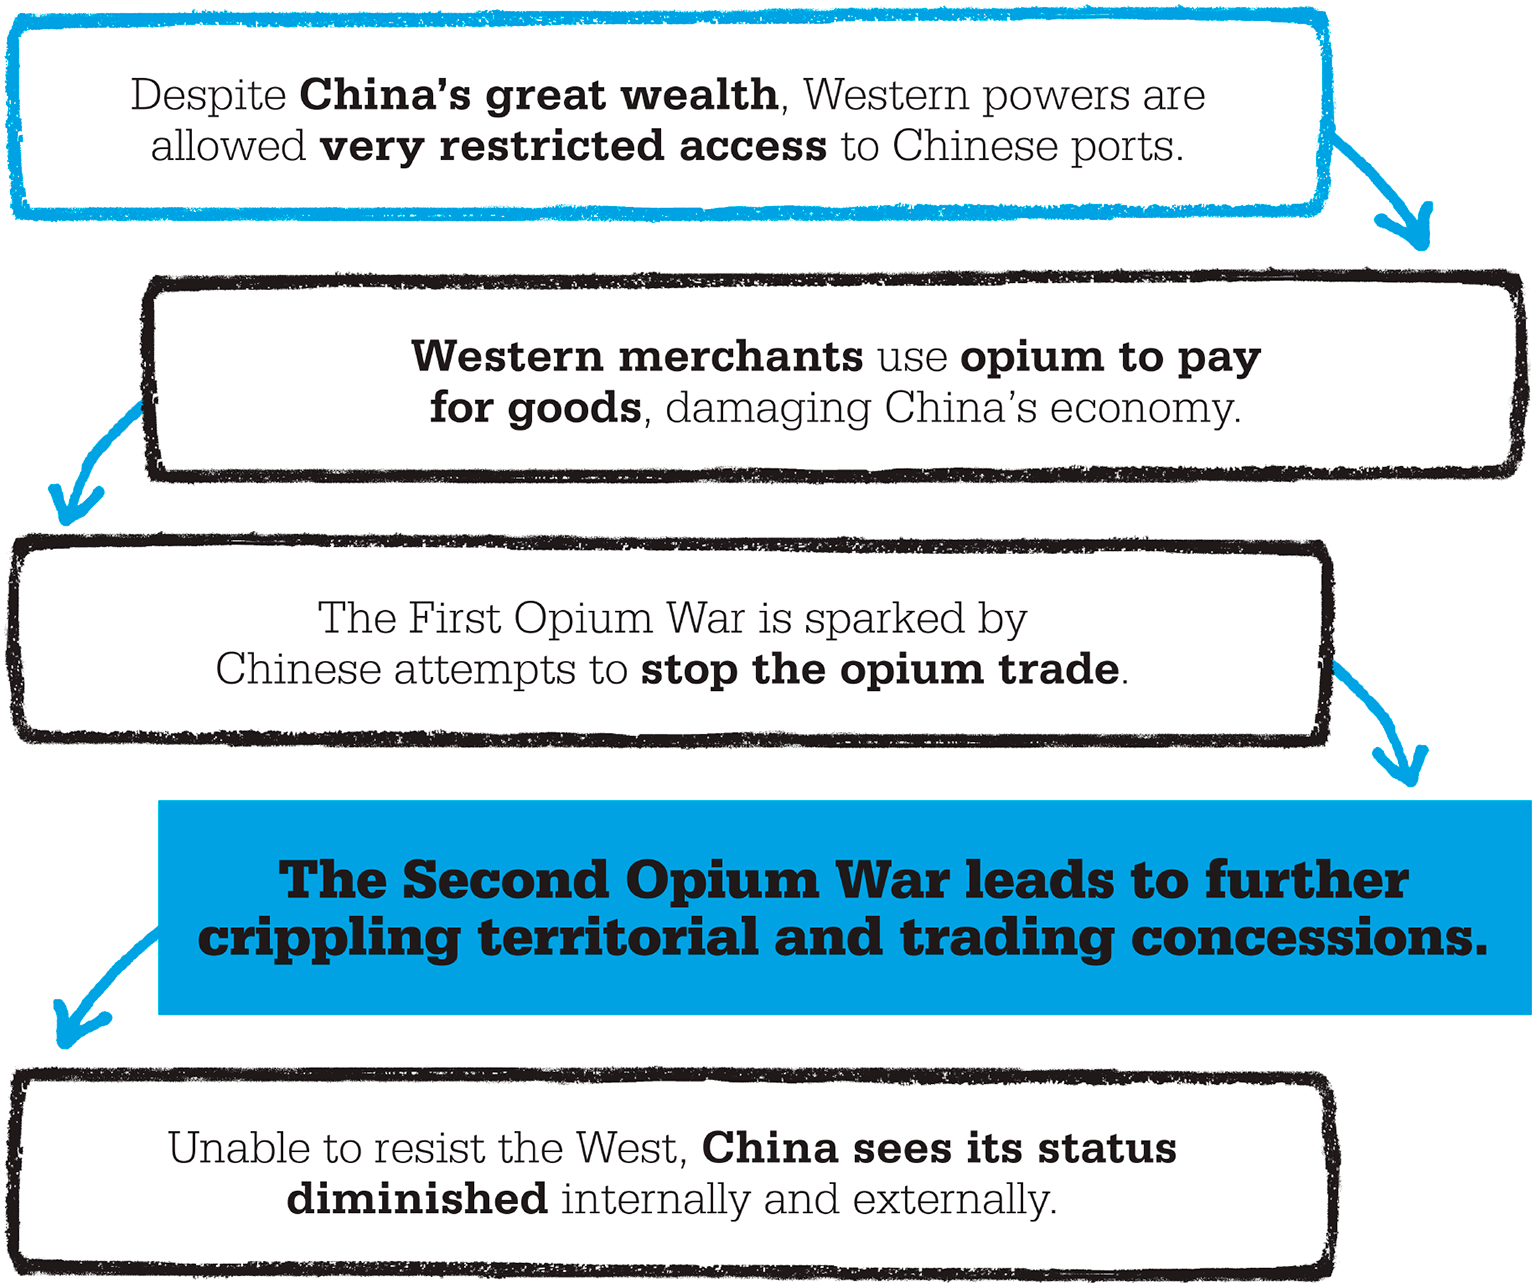 Despite China’s great wealth, Western powers are
allowed very restricted access to Chinese ports.
Western merchants use opium to pay
for goods, damaging China’s economy.
The First Opium War is sparked by
Chinese attempts to stop the opium trade.
The Second Opium War leads to further
crippling territorial and trading concessions.
Unable to resist the West, China sees its status
diminished internally and externally.